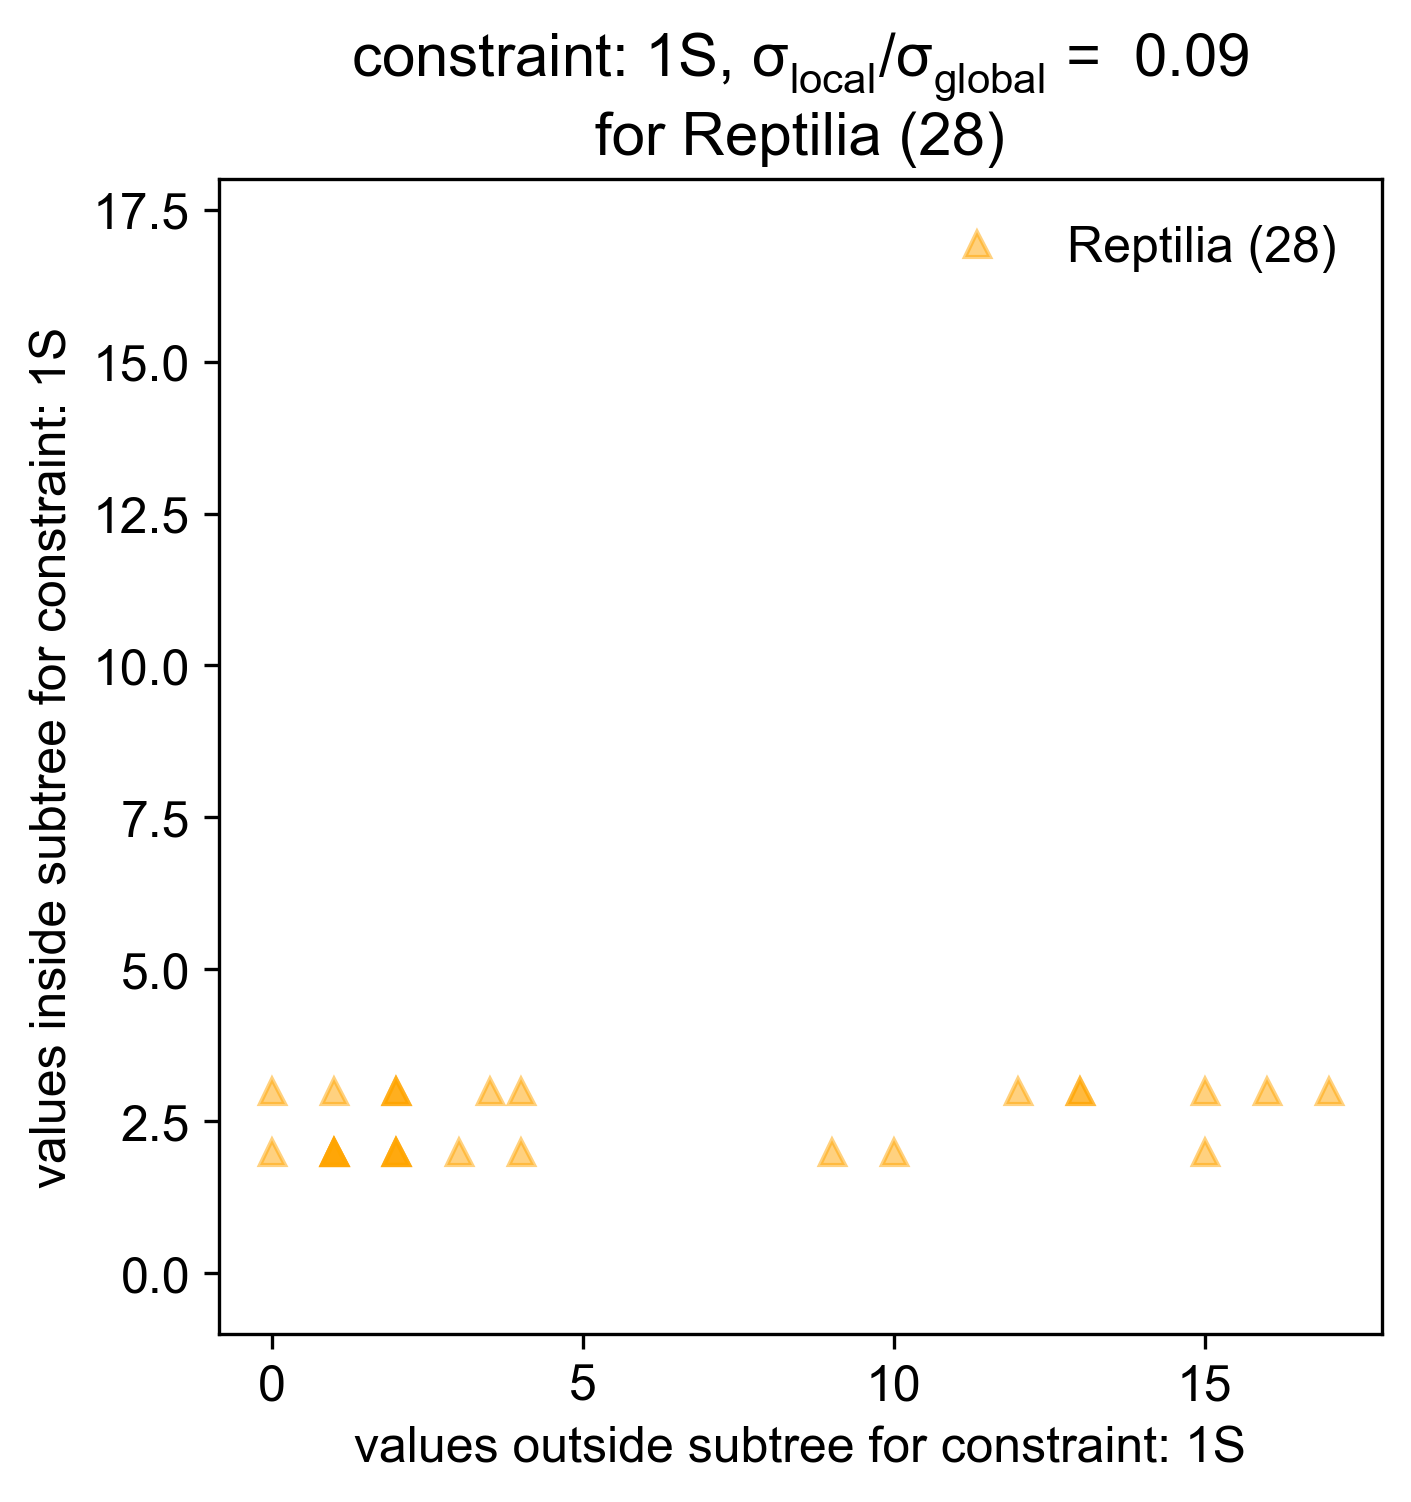 constraint: 1S, σlocal/σglobal = 0.09
for Reptilia (28)
Reptilia (28)
values inside subtree for constraint: 1S
17.5
15.0
12.5
10.0
7.5
5.0
2.5
0.0
0 5 10 15
values outside subtree for constraint: 1S